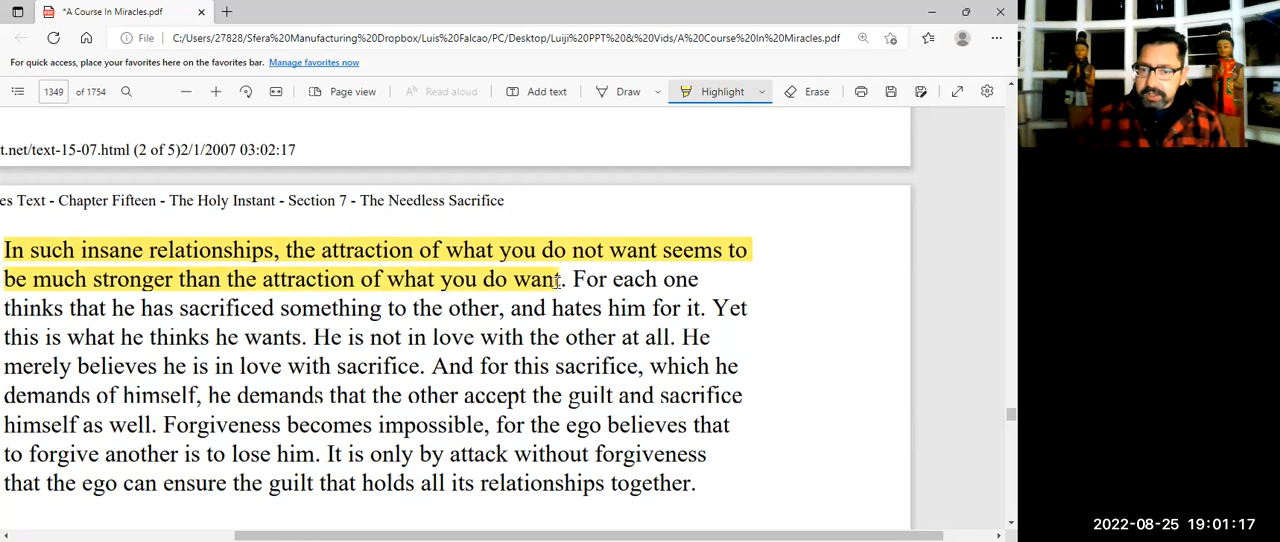 *A Course In Miracles.pdf
File
C:/Users/27828/Sfera%20Manufacturing%20Dropbox/Luis%20Falcao/PC/Desktop/Luiji%20PPT%20&%20Vids/A%20Course%20In%20Miracles.pdf
For quick access, place your favorites here on the favorites bar. Manage favorites now
1349 of 1754 Page view Read aloud Add text Draw Highlight Erase
t.net/text-15-07.html (2 of 5)2/1/2007 03:02:17
es Text - Chapter Fifteen - The Holy Instant - Section 7 - The Needless Sacrifice
In such insane relationships, the attraction of what you do not want seems to
be much stronger than the attraction of what you do want. For each one
thinks that he has sacrificed something to the other, and hates him for it. Yet
this is what he thinks he wants. He is not in love with the other at all. He
merely believes he is in love with sacrifice. And for this sacrifice, which he
demands of himself, he demands that the other accept the guilt and sacrifice
himself as well. Forgiveness becomes impossible, for the ego believes that
to forgive another is to lose him. It is only by attack without forgiveness
that the ego can ensure the guilt that holds all its relationships together.
2022-08-25 19:01:17